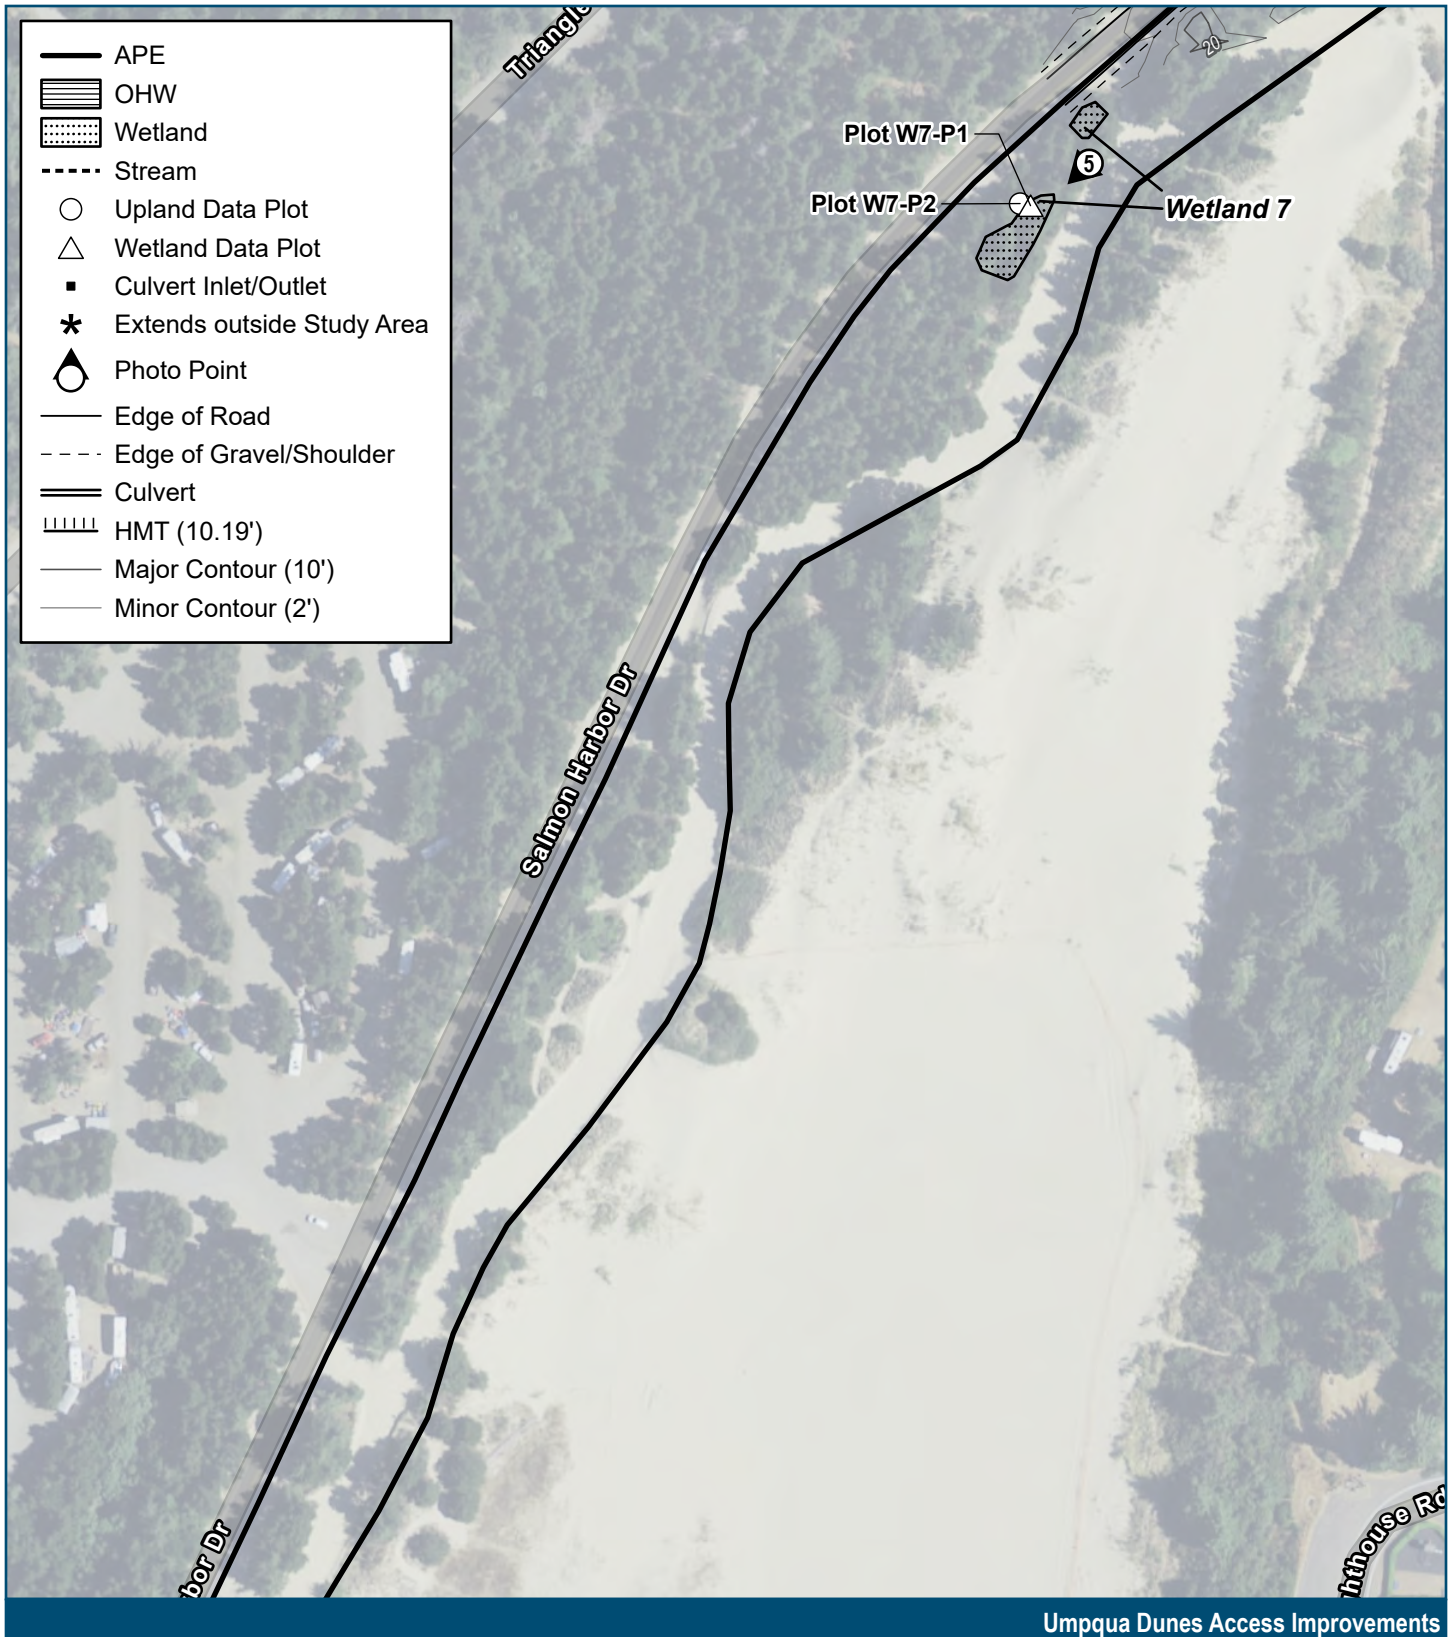 APE
OHW
Wetland
Stream
Upland Data Plot
Wetland Data Plot
Culvert Inlet/Outlet
Extends outside Study Area
Photo Point
Edge of Road
Edge of Gravel/Shoulder
Culvert
HMT (10.19')
Major Contour (10')
Minor Contour (2')
Triangle
20
Plot W7-P1
5
Plot W7-P2
Wetland 7
Salmon Harbor Dr
bor Dr
hthouse Rd
Umpqua Dunes Access Improvements